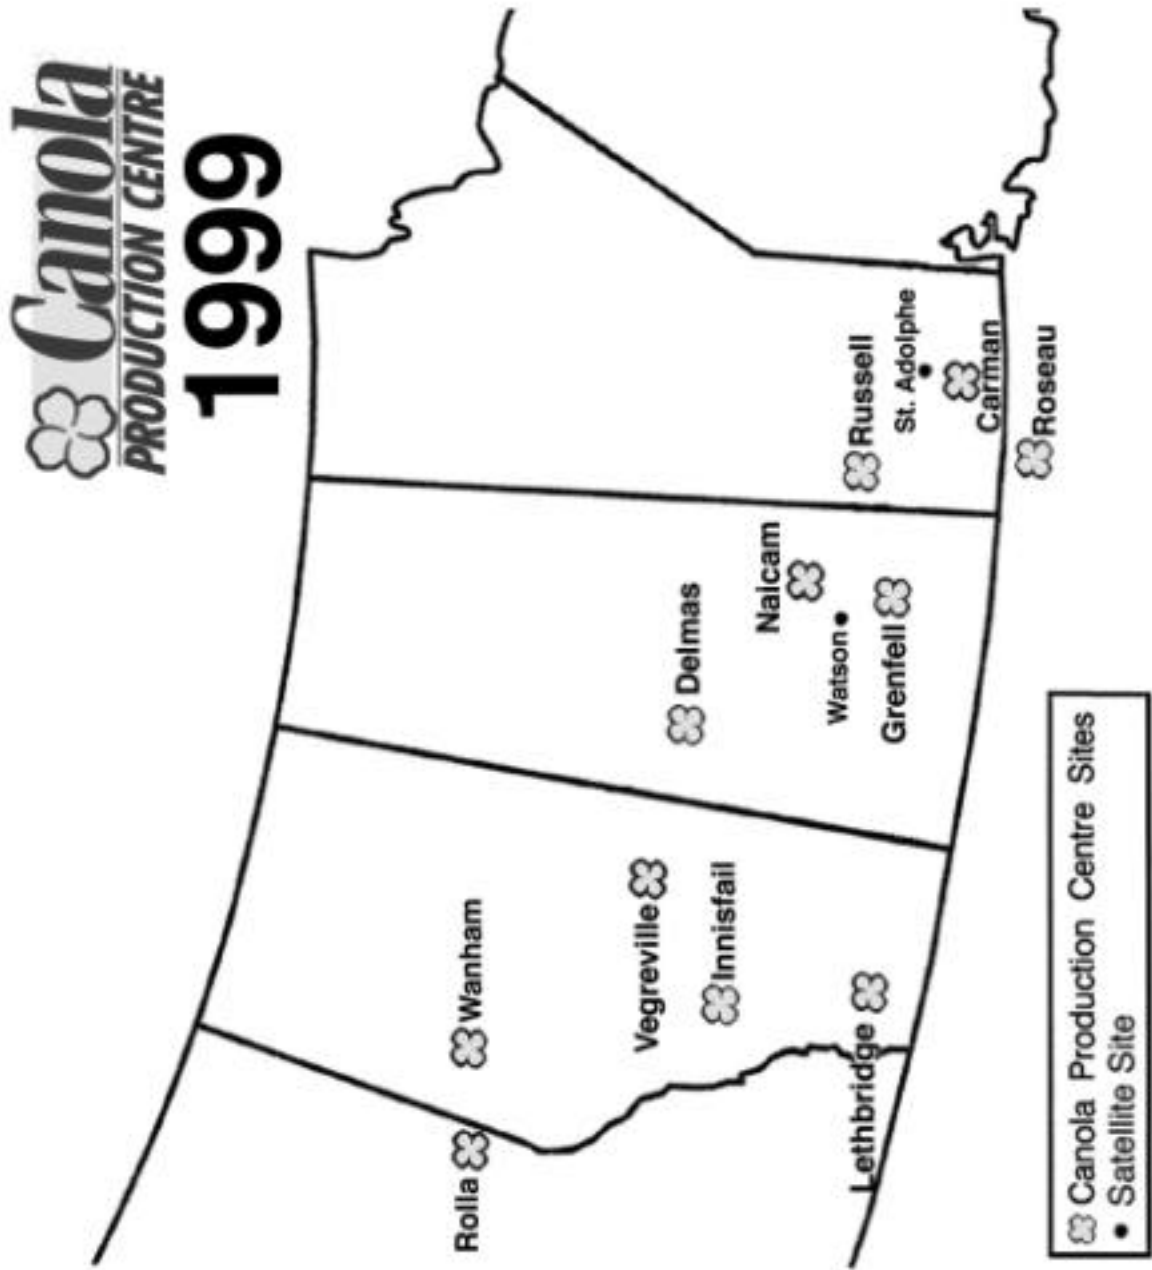 Canola
PRODUCTION CENTRE
1999
Rolla
Wanham
Vegreville
Innisfail
Lethbridge
Delmas
Naicam
Watson
Grenfell
Russell
St. Adolphe
Carman
Roseau
Canola Production Centre Sites
• Satellite Site